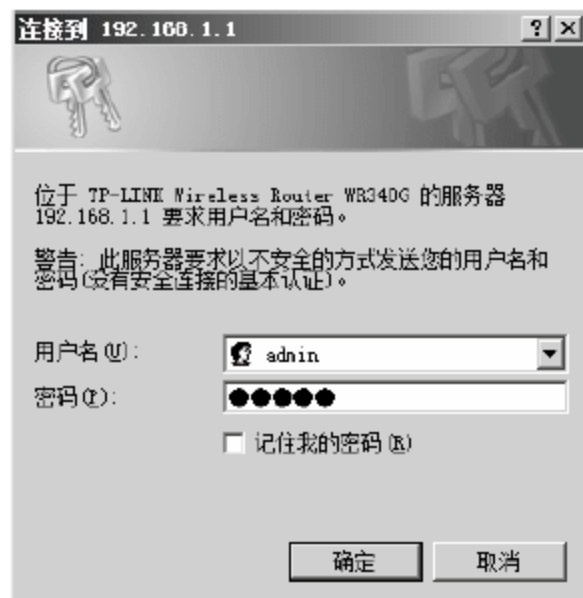 连接到 192.168.1.1
位于 TP-LINK Wireless Router WR340G 的服务器
192.168.1.1 要求用户名和密码。
警告: 此服务器要求以不安全的方式发送您的用户名和
密码(没有安全连接的基本认证)。
用户名(U):
admin
密码(P):
记住我的密码(R)
确定
取消